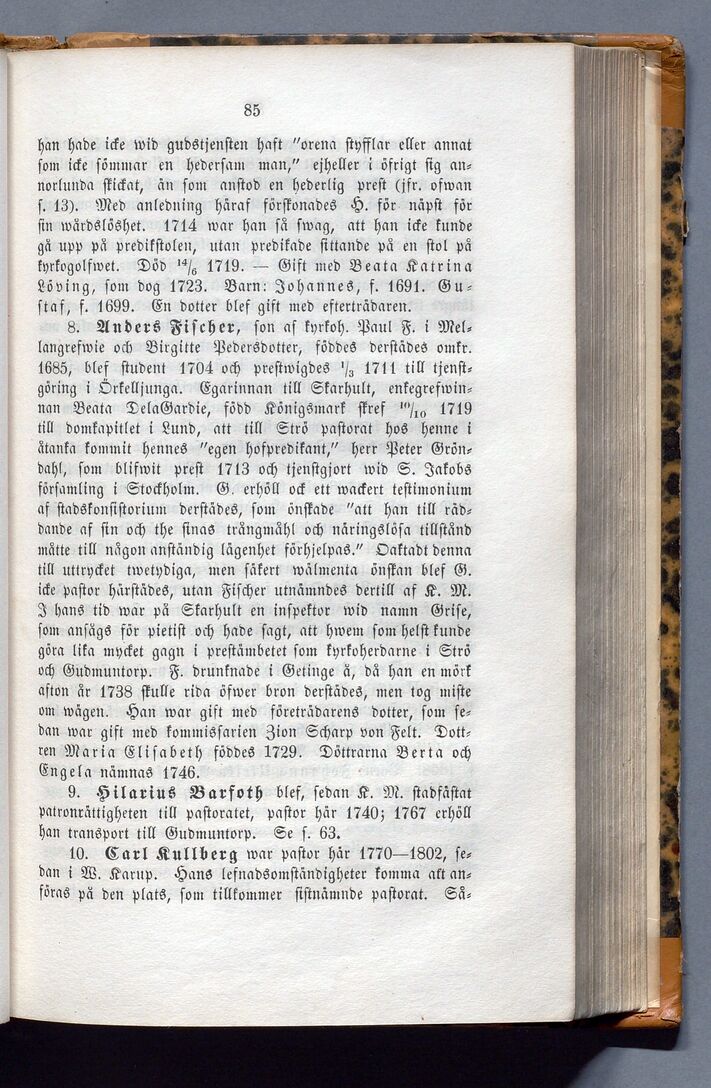 85
han hade icke wid gudstjensten haft "orena styfflar eller annat
som icke sömmar en hedersam man," ejheller i öfrigt sig an-
norlunda skickat, än som anstod en hederlig prest (jfr. ofwan
s. 13). Med anledning häraf förskonades H. för näpst för
sin wårdslöshet. 1714 war han så swag, att han icke kunde
gå upp på predikstolen, utan predikade sittande på en stol på
kyrkogolfwet. Död 14/6 1719. — Gift med Beata Katrina
Löving, som dog 1723. Barn: Johannes, f. 1691. Gu-
staf, f. 1699. En dotter blef gift med efterträdaren.
8. Anders Fischer, son af kyrkoh. Paul F. i Mel-
langrefwie och Birgitte Pedersdotter, föddes derstädes omkr.
1685, blef student 1704 och prestwigdes 1/3 1711 till tjenst-
göring i Örkelljunga. Egarinnan till Skarhult, enkegrefwin-
nan Beata DelaGardie, född Königsmark skref 10/10 1719
till domkapitlet i Lund, att till Strö pastorat hos henne i
åtanka kommit hennes "egen hofpredikant," herr Peter Grön-
dahl, som blifwit prest 1713 och tjenstgjort wid S. Jakobs
församling i Stockholm. G. erhöll ock ett wackert testimonium
af stadskonsistorium derstädes, som önskade "att han till räd-
dande af sin och the sinas trångmåhl och näringslösa tillstånd
måtte till någon anständig lägenhet förhjelpas." Oaktadt denna
till uttrycket twetydiga, men säkert wälmenta önskan blef G.
icke pastor härstädes, utan Fischer utnämndes dertill af K. M.
I hans tid war på Skarhult en inspektor wid namn Grise,
som ansågs för pietist och hade sagt, att hwem som helst kunde
göra lika mycket gagn i prestämbetet som kyrkoherdarne i Strö
och Gudmuntorp. F. drunknade i Getinge å, då han en mörk
afton år 1738 skulle rida öfwer bron derstädes, men tog miste
om wägen. Han war gift med företrädarens dotter, som se-
dan war gift med kommissarien Zion Scharp von Felt. Dott-
ren Maria Elisabeth föddes 1729. Döttrarna Berta och
Engela nämnas 1746.
9. Hilarius Barfoth blef, sedan K. M. stadfästat
patronrättigheten till pastoratet, pastor här 1740; 1767 erhöll
han transport till Gudmuntorp. Se s. 63.
10. Carl Kullberg war pastor här 1770—1802, se-
dan i W. Karup. Hans lefnadsomständigheter komma att an-
föras på den plats, som tillkommer sistnämnde pastorat. Så-